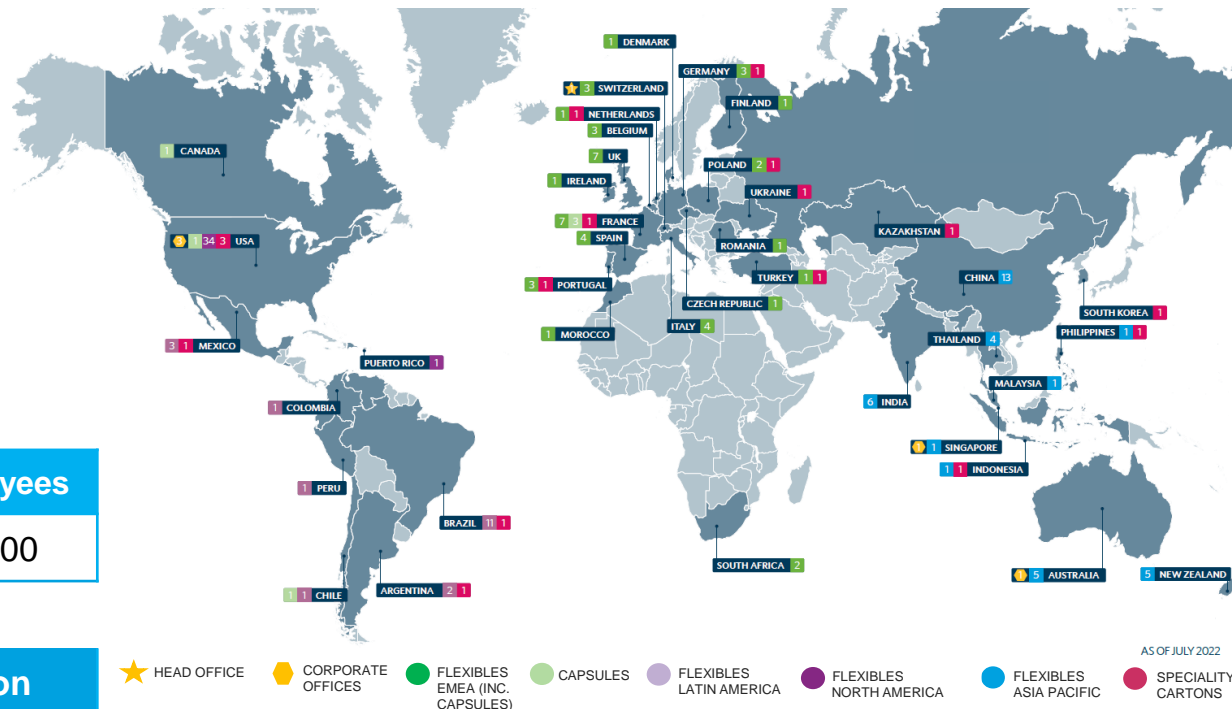 1 DENMARK
GERMANY 3 1
3 SWITZERLAND
FINLAND 1
1 1 NETHERLANDS
3 BELGIUM
1 CANADA
7 UK
POLAND 2 1
1 IRELAND
UKRAINE 1
7 3 1 FRANCE
KAZAKHSTAN 1
3 1 34 3 USA
4 SPAIN
ROMANIA 1
TURKEY 1 1
CHINA 13
3 1 PORTUGAL
CZECH REPUBLIC 1
SOUTH KOREA 1
1 MOROCCO
ITALY 4
PHILIPPINES 1 1
3 1 MEXICO
THAILAND 4
PUERTO RICO 1
MALAYSIA 1
1 COLOMBIA
6 INDIA
1 1 SINGAPORE
1 1 INDONESIA
yees
1 PERU
BRAZIL 11 1
00
SOUTH AFRICA 2
1 5 AUSTRALIA
5 NEW ZEALAND
1 1 CHILE
ARGENTINA 2 1
AS OF JULY 2022
on
HEAD OFFICE
CORPORATE
OFFICES
FLEXIBLES
EMEA (INC.
CAPSULES)
CAPSULES
FLEXIBLES
LATIN AMERICA
FLEXIBLES
NORTH AMERICA
FLEXIBLES
ASIA PACIFIC
SPECIALITY
CARTONS